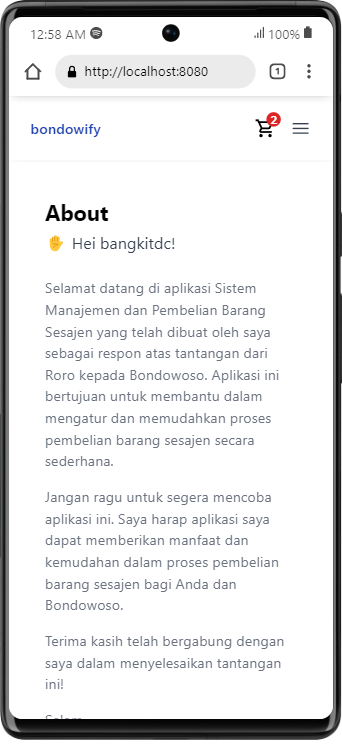 12:58 AM 100%
http://localhost:8080 1
bondowify 2
About
✋ Hei bangkitdc!
Selamat datang di aplikasi Sistem
Manajemen dan Pembelian Barang
Sesajen yang telah dibuat oleh saya
sebagai respon atas tantangan dari
Roro kepada Bondowoso. Aplikasi ini
bertujuan untuk membantu dalam
mengatur dan memudahkan proses
pembelian barang sesajen secara
sederhana.
Jangan ragu untuk segera mencoba
aplikasi ini. Saya harap aplikasi saya
dapat memberikan manfaat dan
kemudahan dalam proses pembelian
barang sesajen bagi Anda dan
Bondowoso.
Terima kasih telah bergabung dengan
saya dalam menyelesaikan tantangan
ini!